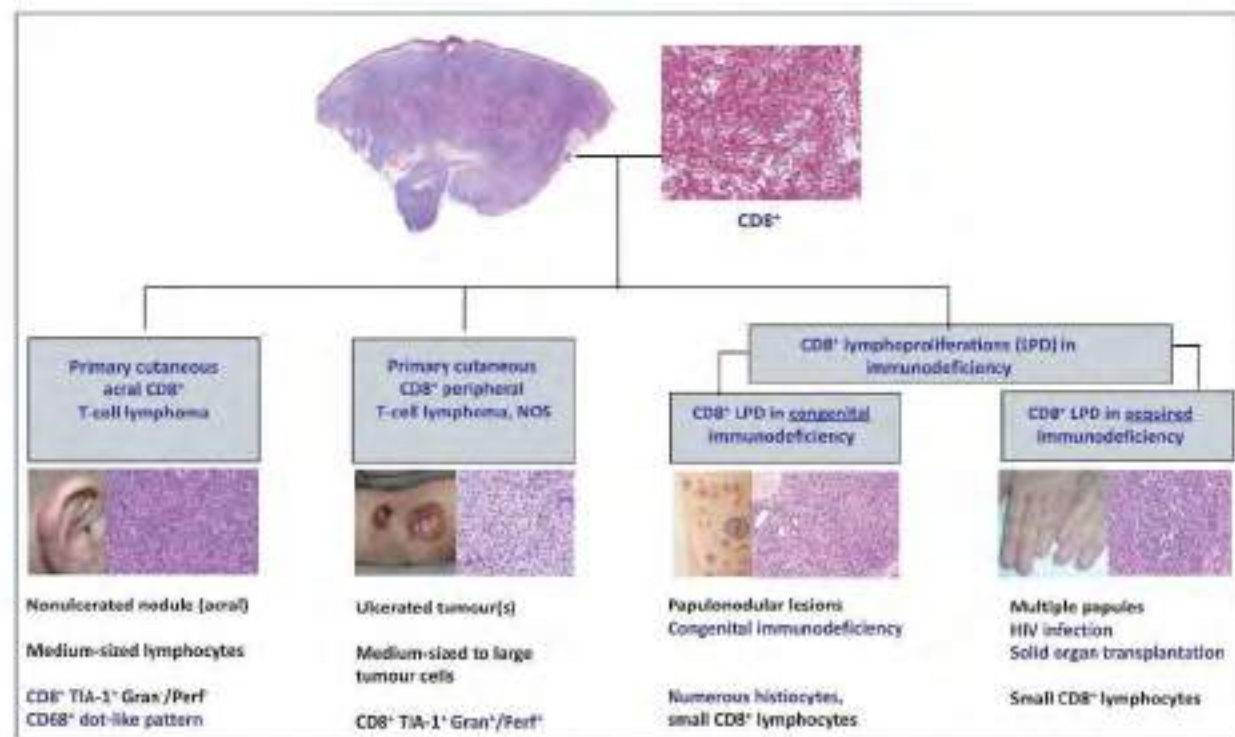 CD8⁺
Primary cutaneous
acral CD8⁺
T-cell lymphoma
Primary cutaneous
CD8⁺ peripheral
T-cell lymphoma, NOS
CD8⁺ lymphoproliferations (LPD) in
immunodeficiency
CD8⁺ LPD in congenital
immunodeficiency
CD8⁺ LPD in acquired
immunodeficiency
Nonulcerated nodule (acral)
Medium-sized lymphocytes
CD8⁺ TIA-1⁺ Gran⁻/Perf⁻
CD68⁺ dot-like pattern
Ulcerated tumour(s)
Medium-sized to large
tumour cells
CD8⁺ TIA-1⁺ Gran⁺/Perf⁺
Papulonodular lesions
Congenital immunodeficiency
Numerous histiocytes,
small CD8⁺ lymphocytes
Multiple papules
HIV infection
Solid organ transplantation
Small CD8⁺ lymphocytes